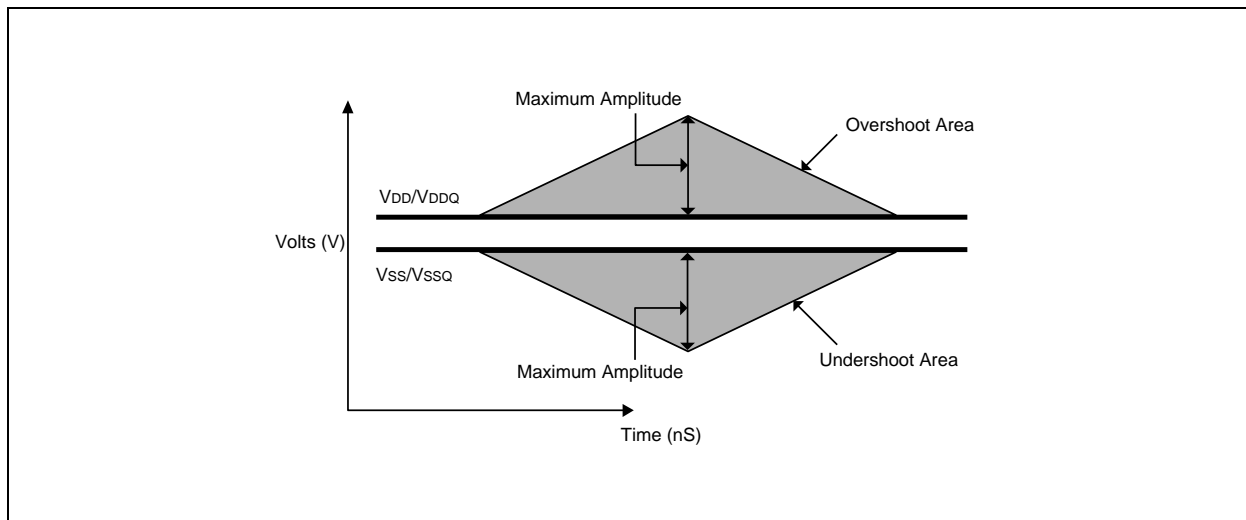 Maximum Amplitude
Overshoot Area
VDD/VDDQ
Volts (V)
VSS/VSSQ
Undershoot Area
Maximum Amplitude
Time (nS)